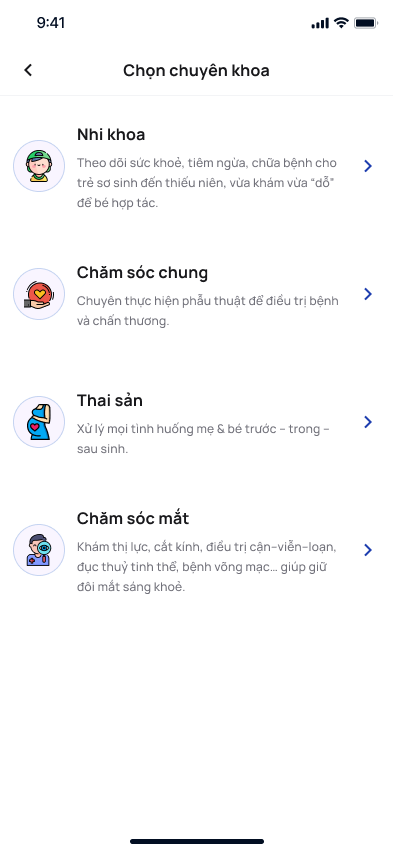 9:41
Chọn chuyên khoa
Nhi khoa
Theo dõi sức khoẻ, tiêm ngừa, chữa bệnh cho
trẻ sơ sinh đến thiếu niên, vừa khám vừa “dỗ”
để bé hợp tác.
Chăm sóc chung
Chuyên thực hiện phẫu thuật để điều trị bệnh
và chấn thương.
Thai sản
Xử lý mọi tình huống mẹ & bé trước – trong –
sau sinh.
Chăm sóc mắt
Khám thị lực, cắt kính, điều trị cận–viễn–loạn,
đục thuỷ tinh thể, bệnh võng mạc… giúp giữ
đôi mắt sáng khoẻ.